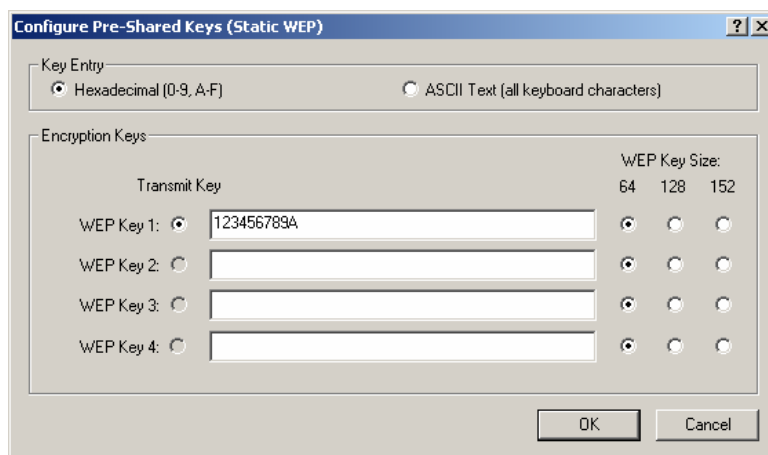 Configure Pre-Shared Keys (Static WEP)
Key Entry
Hexadecimal (0-9, A-F) ASCII Text (all keyboard characters)
Encryption Keys
WEP Key Size:
Transmit Key 64 128 152
WEP Key 1: 123456789A
WEP Key 2:
WEP Key 3:
WEP Key 4:
OK Cancel